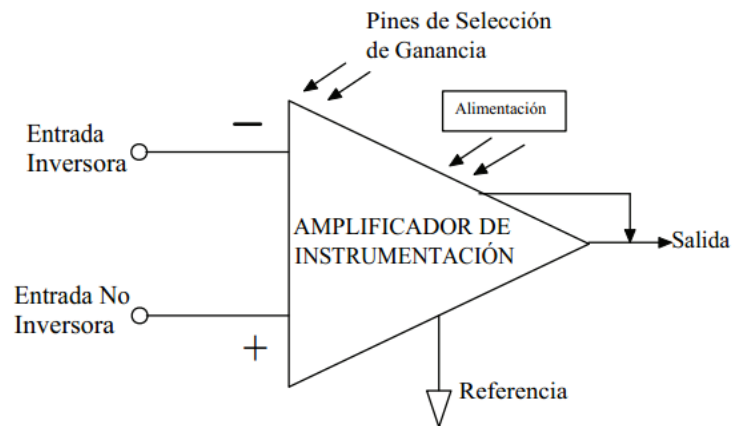 Pines de Selección
de Ganancia
Alimentación
Entrada
Inversora
−
AMPLIFICADOR DE
INSTRUMENTACIÓN
Salida
Entrada No
Inversora
+
Referencia